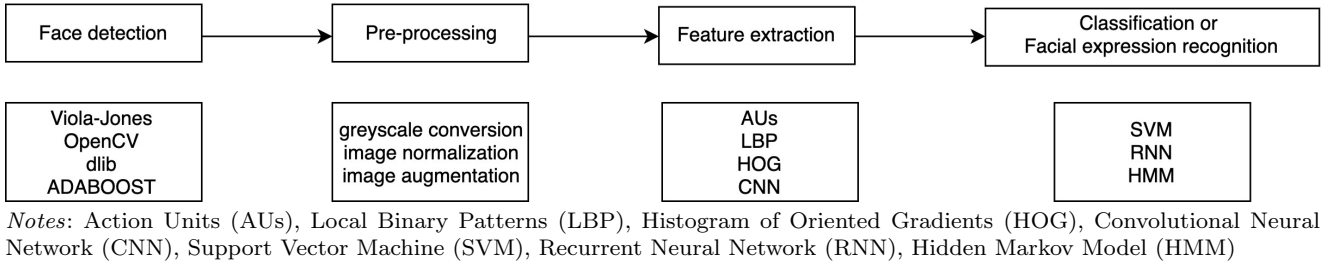 Face detection
Pre-processing
Feature extraction
Classification or
Facial expression recognition
Viola-Jones
OpenCV
dlib
ADABOOST
greyscale conversion
image normalization
image augmentation
AUs
LBP
HOG
CNN
SVM
RNN
HMM
Notes: Action Units (AUs), Local Binary Patterns (LBP), Histogram of Oriented Gradients (HOG), Convolutional Neural
Network (CNN), Support Vector Machine (SVM), Recurrent Neural Network (RNN), Hidden Markov Model (HMM)